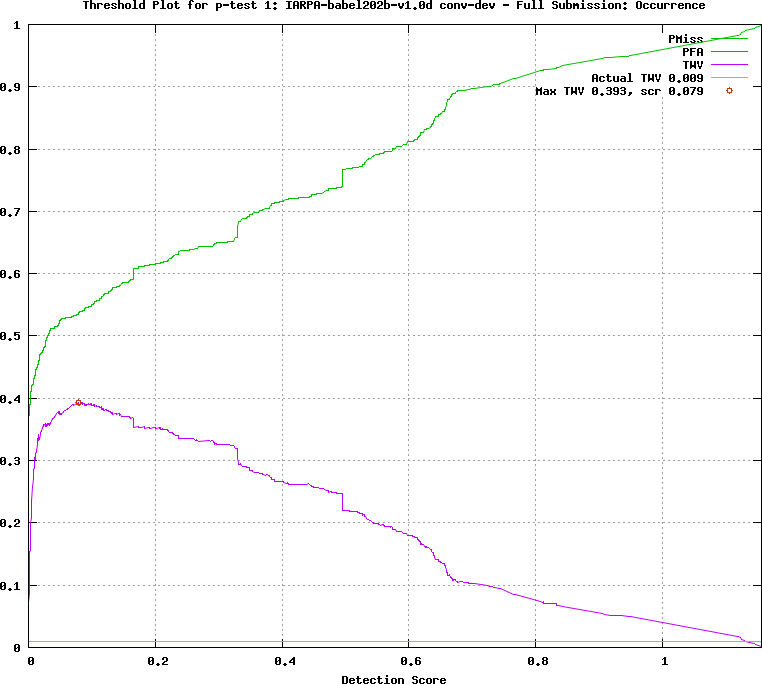 Threshold Plot for p-test 1: IARPA-babel202b-v1.0d conv-dev - Full Submission: Occurrence
1
PMiss
PFA
TWV
Actual TWV 0.009
Max TWV 0.393, scr 0.079
0.9
0.8
0.7
0.6
0.5
0.4
0.3
0.2
0.1
0
0 0.2 0.4 0.6 0.8 1
Detection Score